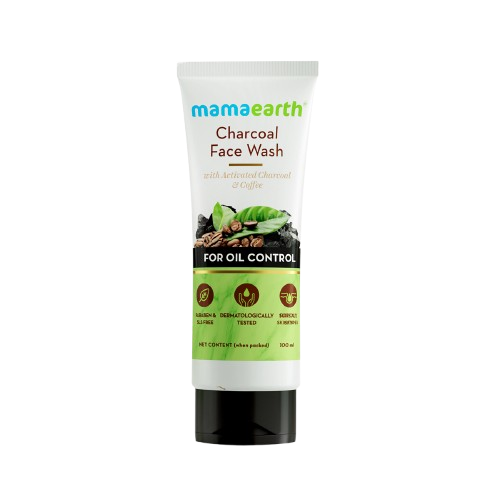 mamaearth®
Charcoal
Face Wash
with Activated Charcoal
& Coffee
FOR OIL CONTROL
DERMATOLOGICALLY
TESTED
NET CONTENT (when packed) 100 ml